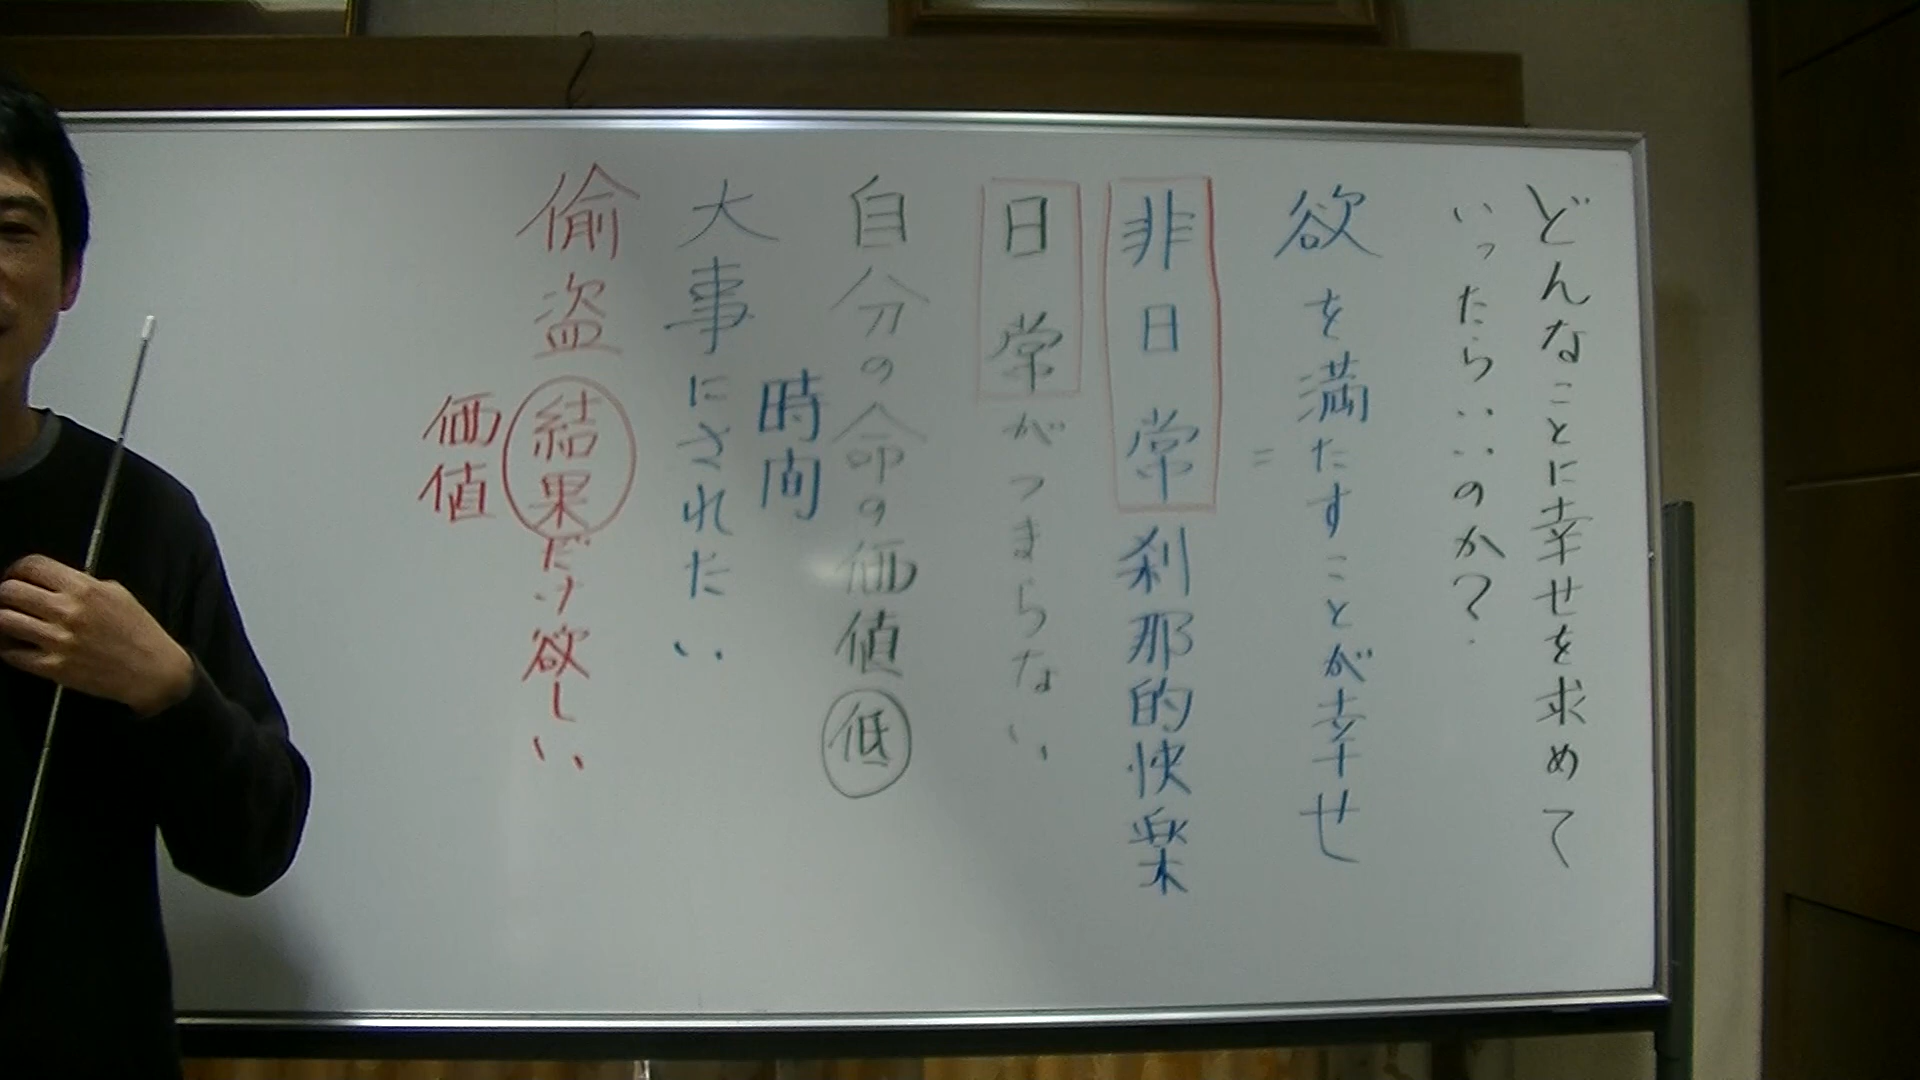 どんなことに幸せを求めて
いったらいいのか?
欲を満たすことが幸せ
=
非日常刹那的快楽
日常がつまらない
自分の命の価値低
時间
大事にされたい
偷盗結果だけ欲しい
価値